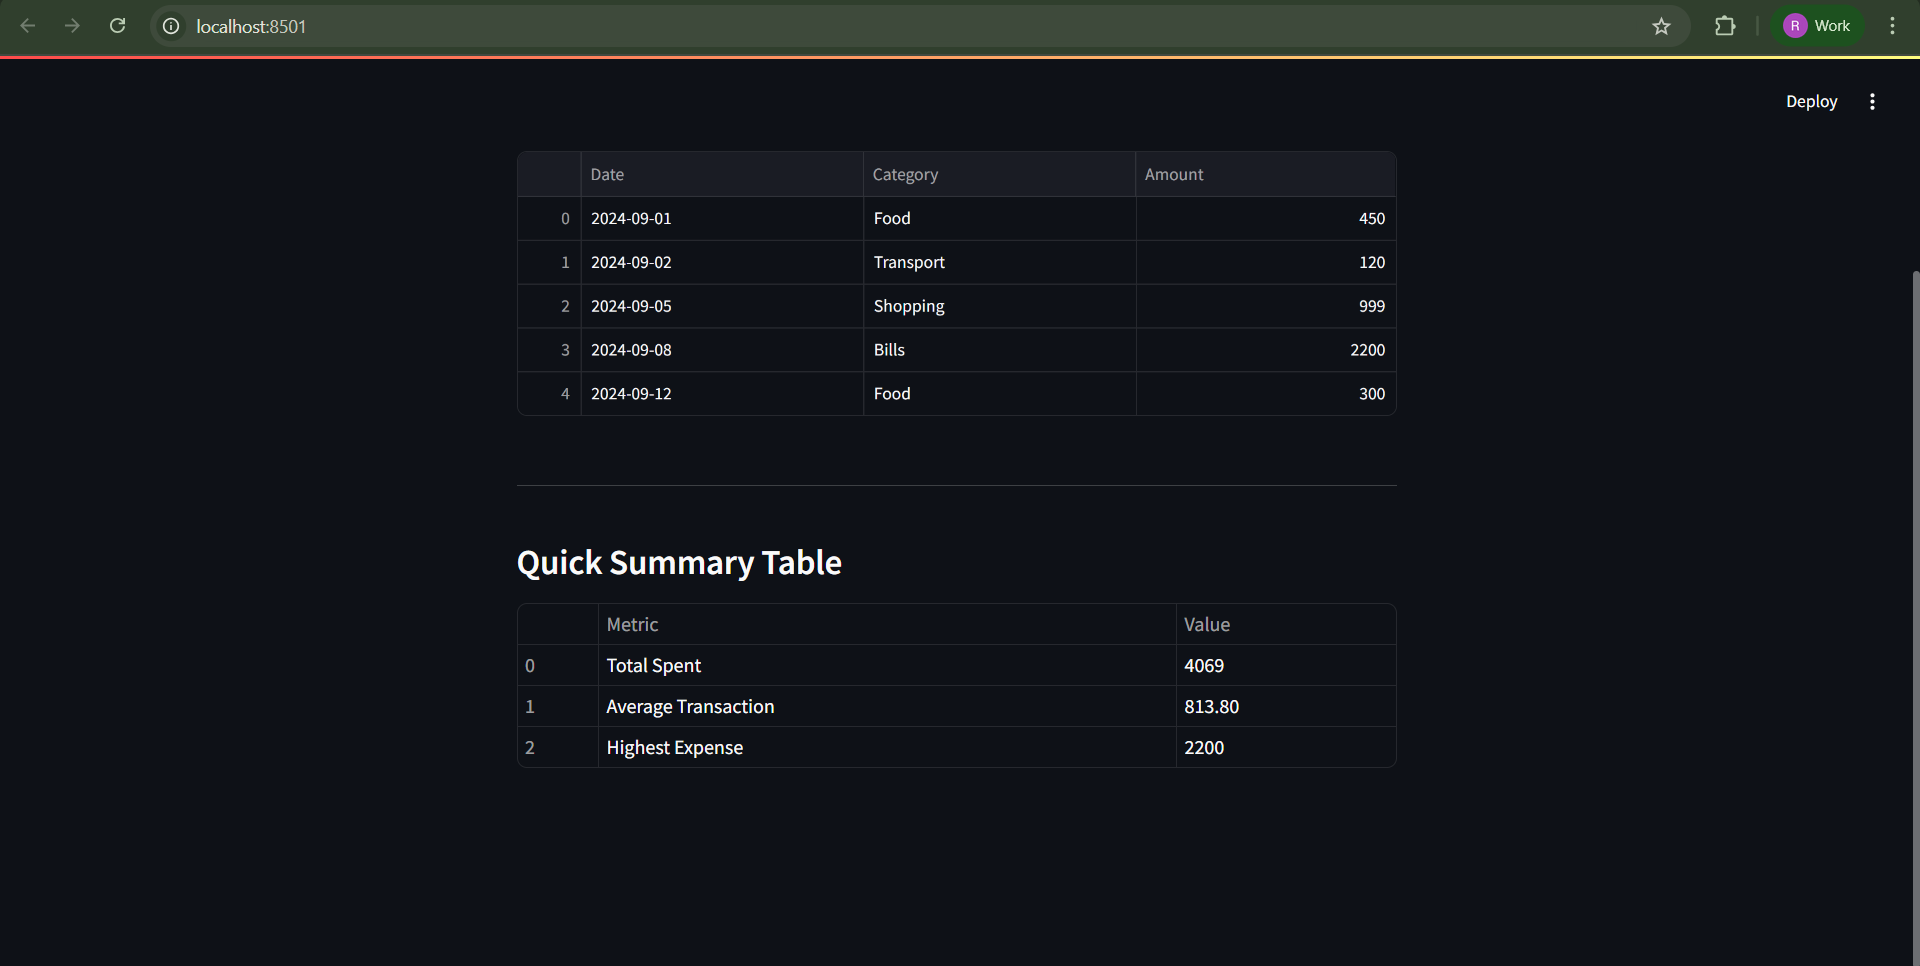 localhost:8501
R Work
Deploy
Date Category Amount
0 2024-09-01 Food 450
1 2024-09-02 Transport 120
2 2024-09-05 Shopping 999
3 2024-09-08 Bills 2200
4 2024-09-12 Food 300
Quick Summary Table
Metric Value
0 Total Spent 4069
1 Average Transaction 813.80
2 Highest Expense 2200